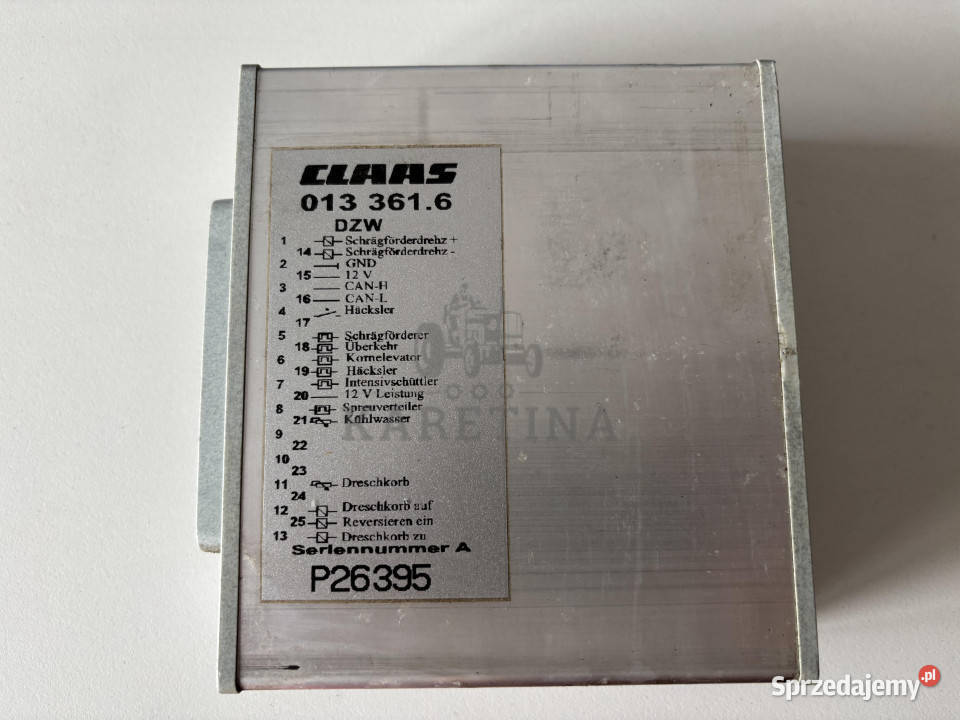 CLAAS
013 361.6
DZW
1 Schrägförderdrehz +
14 Schrägförderdrehz -
2 GND
15 12 V
3 CAN-H
16 CAN-L
4 Häcksler
17
5 Schrägförderer
18 Überkehr
6 Kornelevator
19 Häcksler
7 Intensivschüttler
20 12 V Leistung
8 Spreuverteiler
21 Kühlwasser
9
22
10
23
11 Dreschkorb
24
12 Dreschkorb auf
25 Reversieren ein
13 Dreschkorb zu
Seriennummer A
P26395
KARETINA
Sprzedajemy.pl